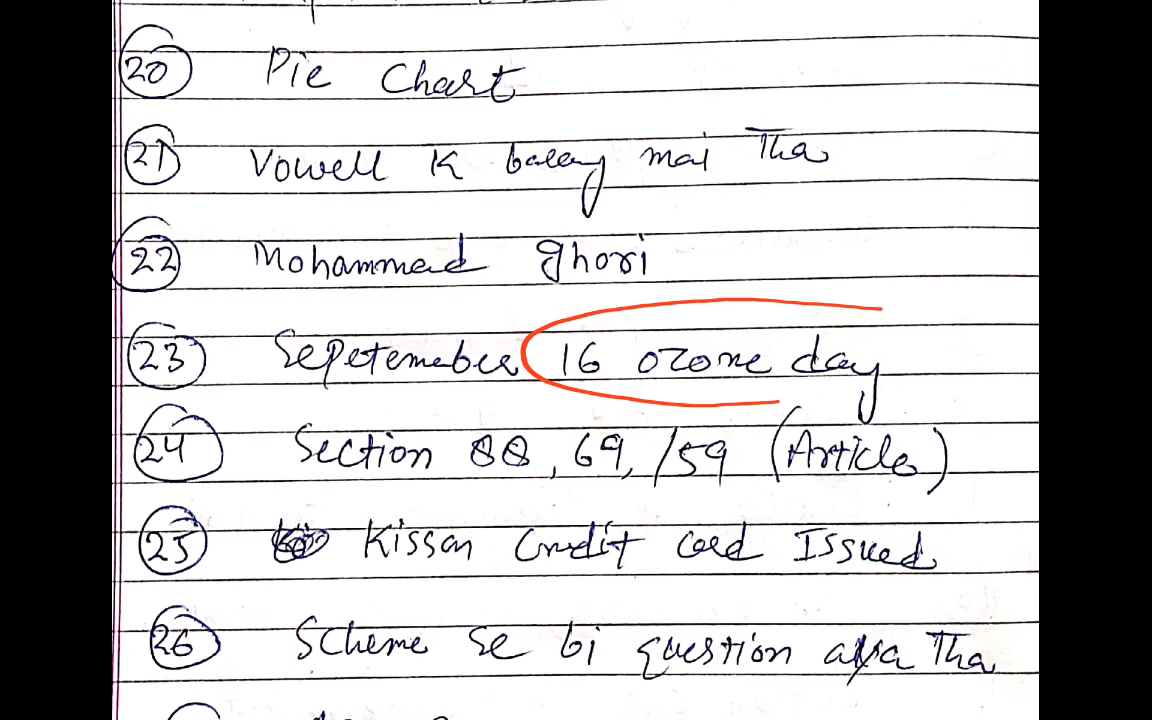 20 Pie Chart
21 Vowell K baleay mai Tha
22 Mohammad ghori
23 Sepetemeber 16 ozone day
24 Section 88, 69, /59 (Article)
25 Kissan Credit Card Issued
26 Scheme se bi question aya Tha